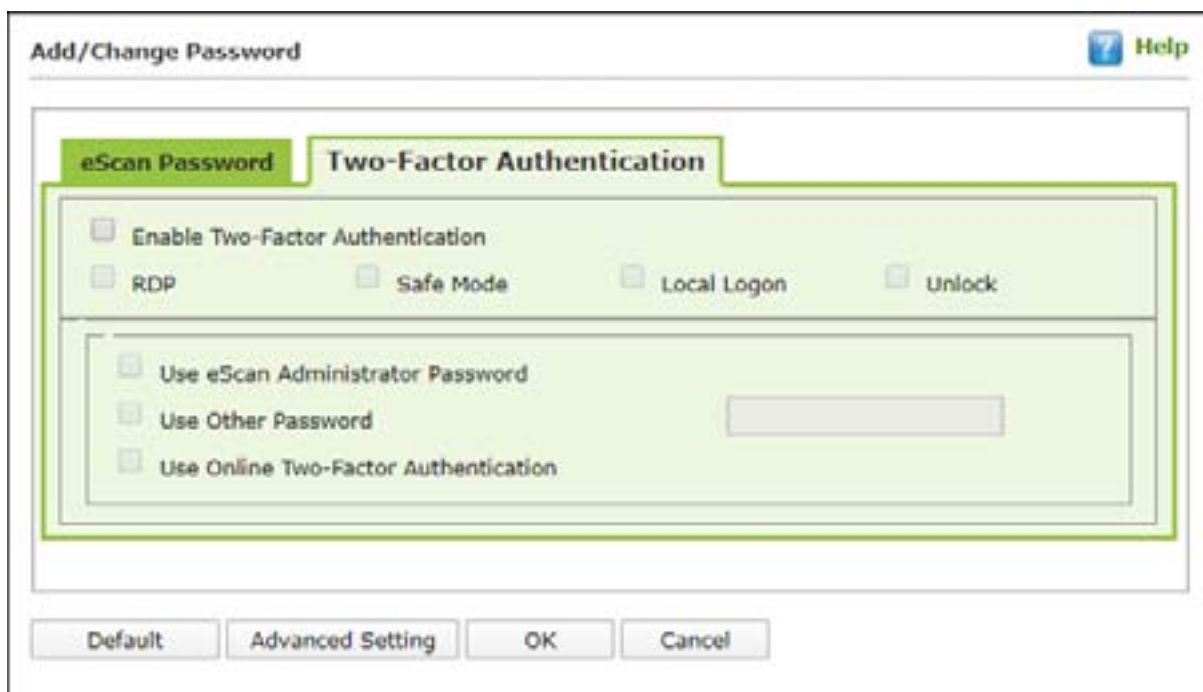 Add/Change Password
Help
eScan Password
Two-Factor Authentication
Enable Two-Factor Authentication
RDP
Safe Mode
Local Logon
Unlock
Use eScan Administrator Password
Use Other Password
Use Online Two-Factor Authentication
Default
Advanced Setting
OK
Cancel